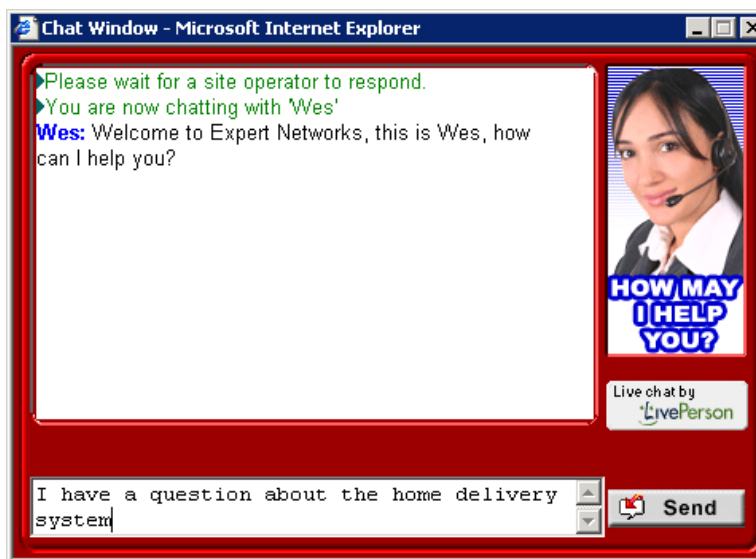 Chat Window - Microsoft Internet Explorer
Please wait for a site operator to respond.
You are now chatting with 'Wes'
Wes: Welcome to Expert Networks, this is Wes, how
can I help you?
HOW MAY
I HELP
YOU?
Live chat by
LivePerson
I have a question about the home delivery
system
Send